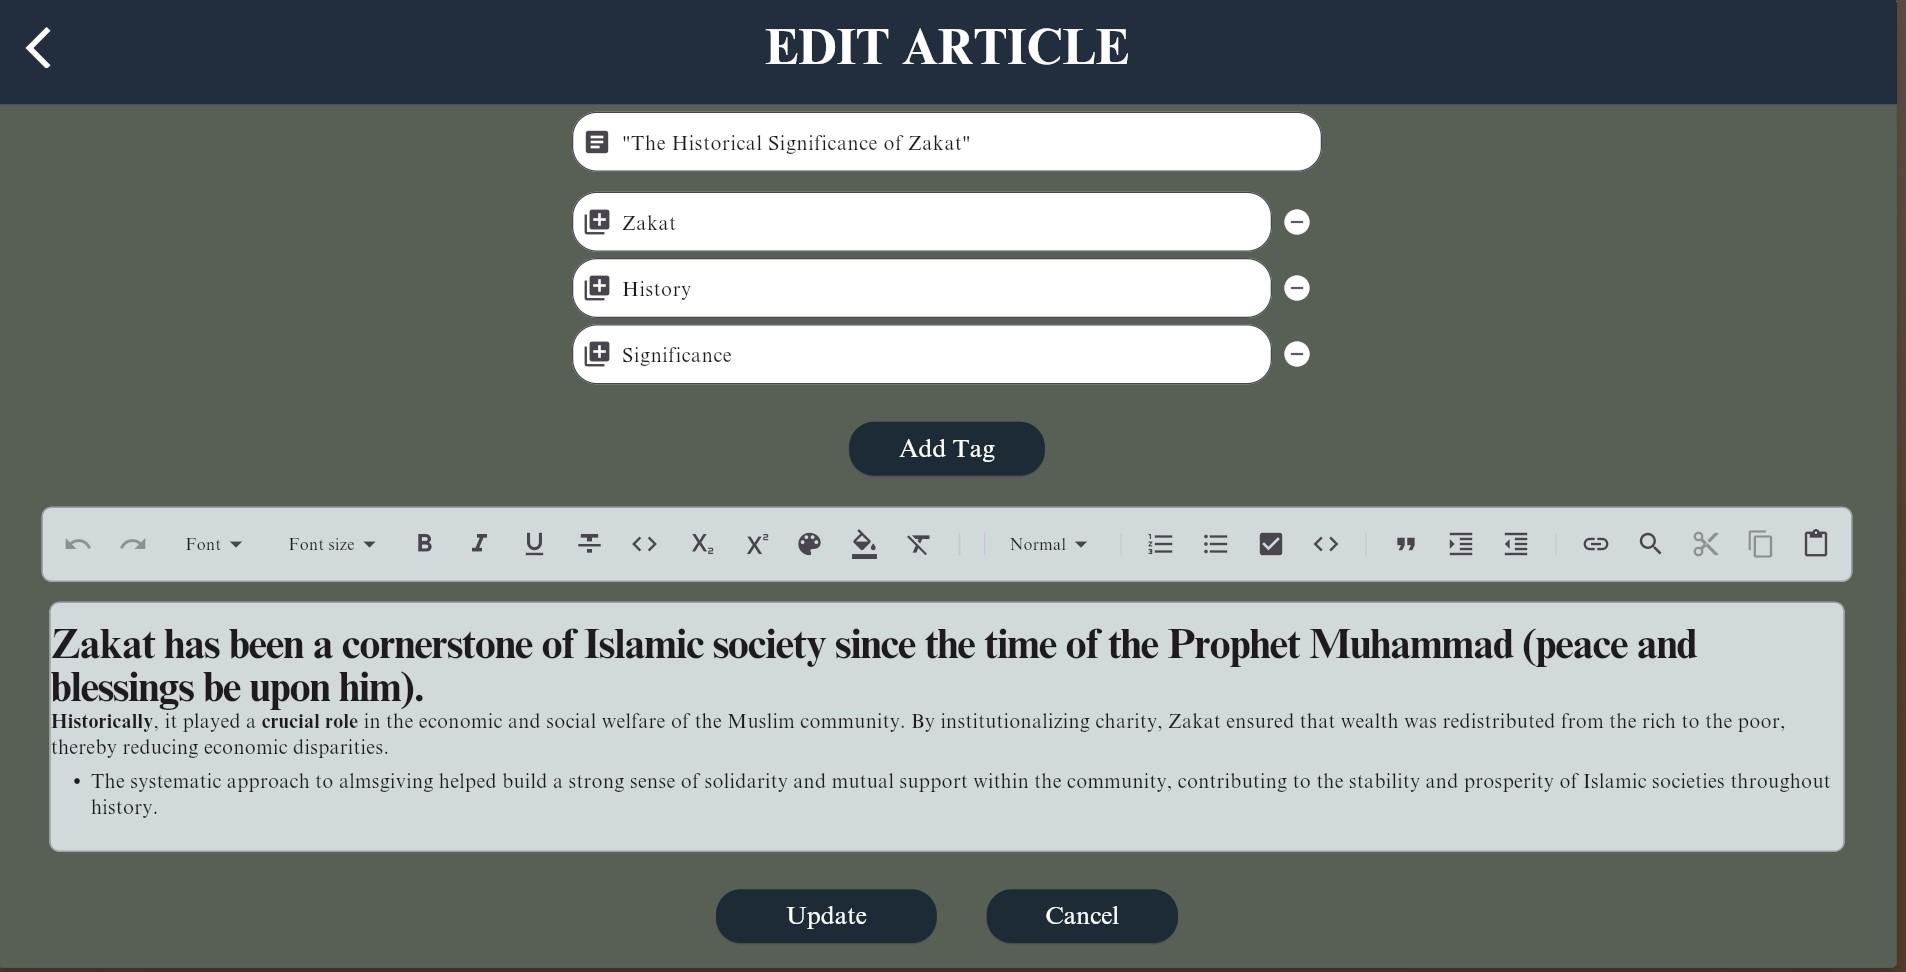 EDIT ARTICLE
"The Historical Significance of Zakat"
Zakat
History
Significance
Add Tag
Font Font size B I U X₂ X² Normal
Zakat has been a cornerstone of Islamic society since the time of the Prophet Muhammad (peace and
blessings be upon him).
Historically, it played a crucial role in the economic and social welfare of the Muslim community. By institutionalizing charity, Zakat ensured that wealth was redistributed from the rich to the poor,
thereby reducing economic disparities.
• The systematic approach to almsgiving helped build a strong sense of solidarity and mutual support within the community, contributing to the stability and prosperity of Islamic societies throughout
history.
Update Cancel